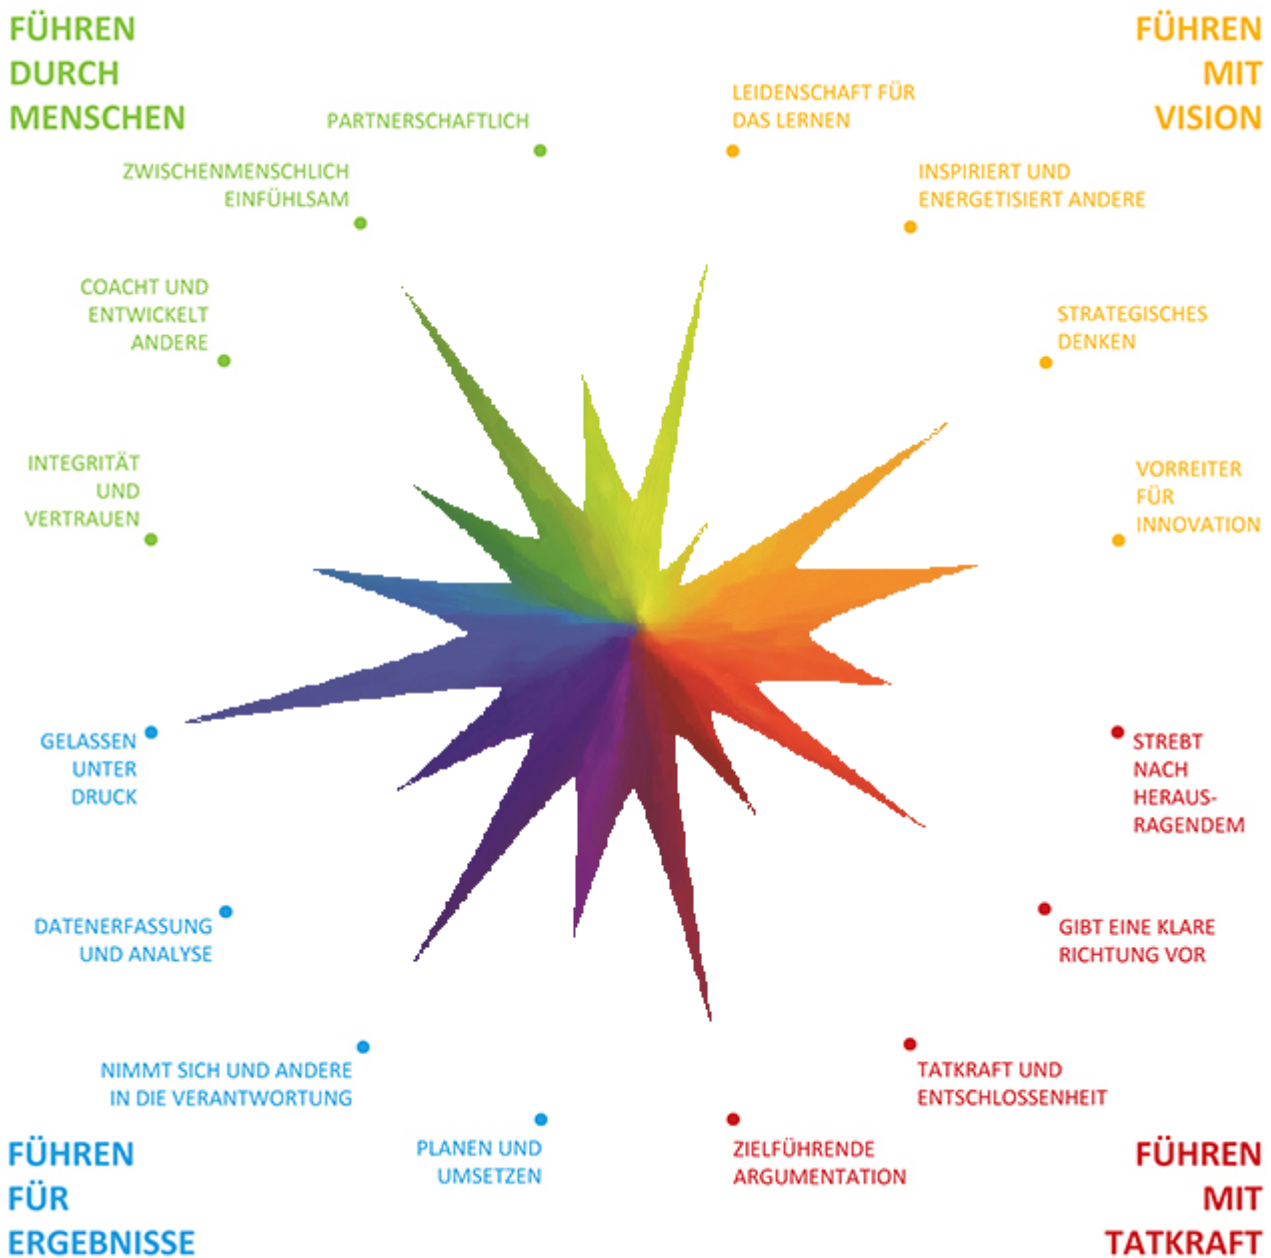 FÜHREN
DURCH
MENSCHEN
FÜHREN
MIT
VISION
PARTNERSCHAFTLICH
LEIDENSCHAFT FÜR
DAS LERNEN
ZWISCHENMENSCHLICH
EINFÜHLSAM
INSPIRIERT UND
ENERGETISIERT ANDERE
COACHT UND
ENTWICKELT
ANDERE
STRATEGISCHES
DENKEN
INTEGRITÄT
UND
VERTRAUEN
VORREITER
FÜR
INNOVATION
GELASSEN
UNTER
DRUCK
STREBT
NACH
HERAUS-
RAGENDEM
DATENERFASSUNG
UND ANALYSE
GIBT EINE KLARE
RICHTUNG VOR
NIMMT SICH UND ANDERE
IN DIE VERANTWORTUNG
TATKRAFT UND
ENTSCHLOSSENHEIT
PLANEN UND
UMSETZEN
ZIELFÜHRENDE
ARGUMENTATION
FÜHREN
FÜR
ERGEBNISSE
FÜHREN
MIT
TATKRAFT